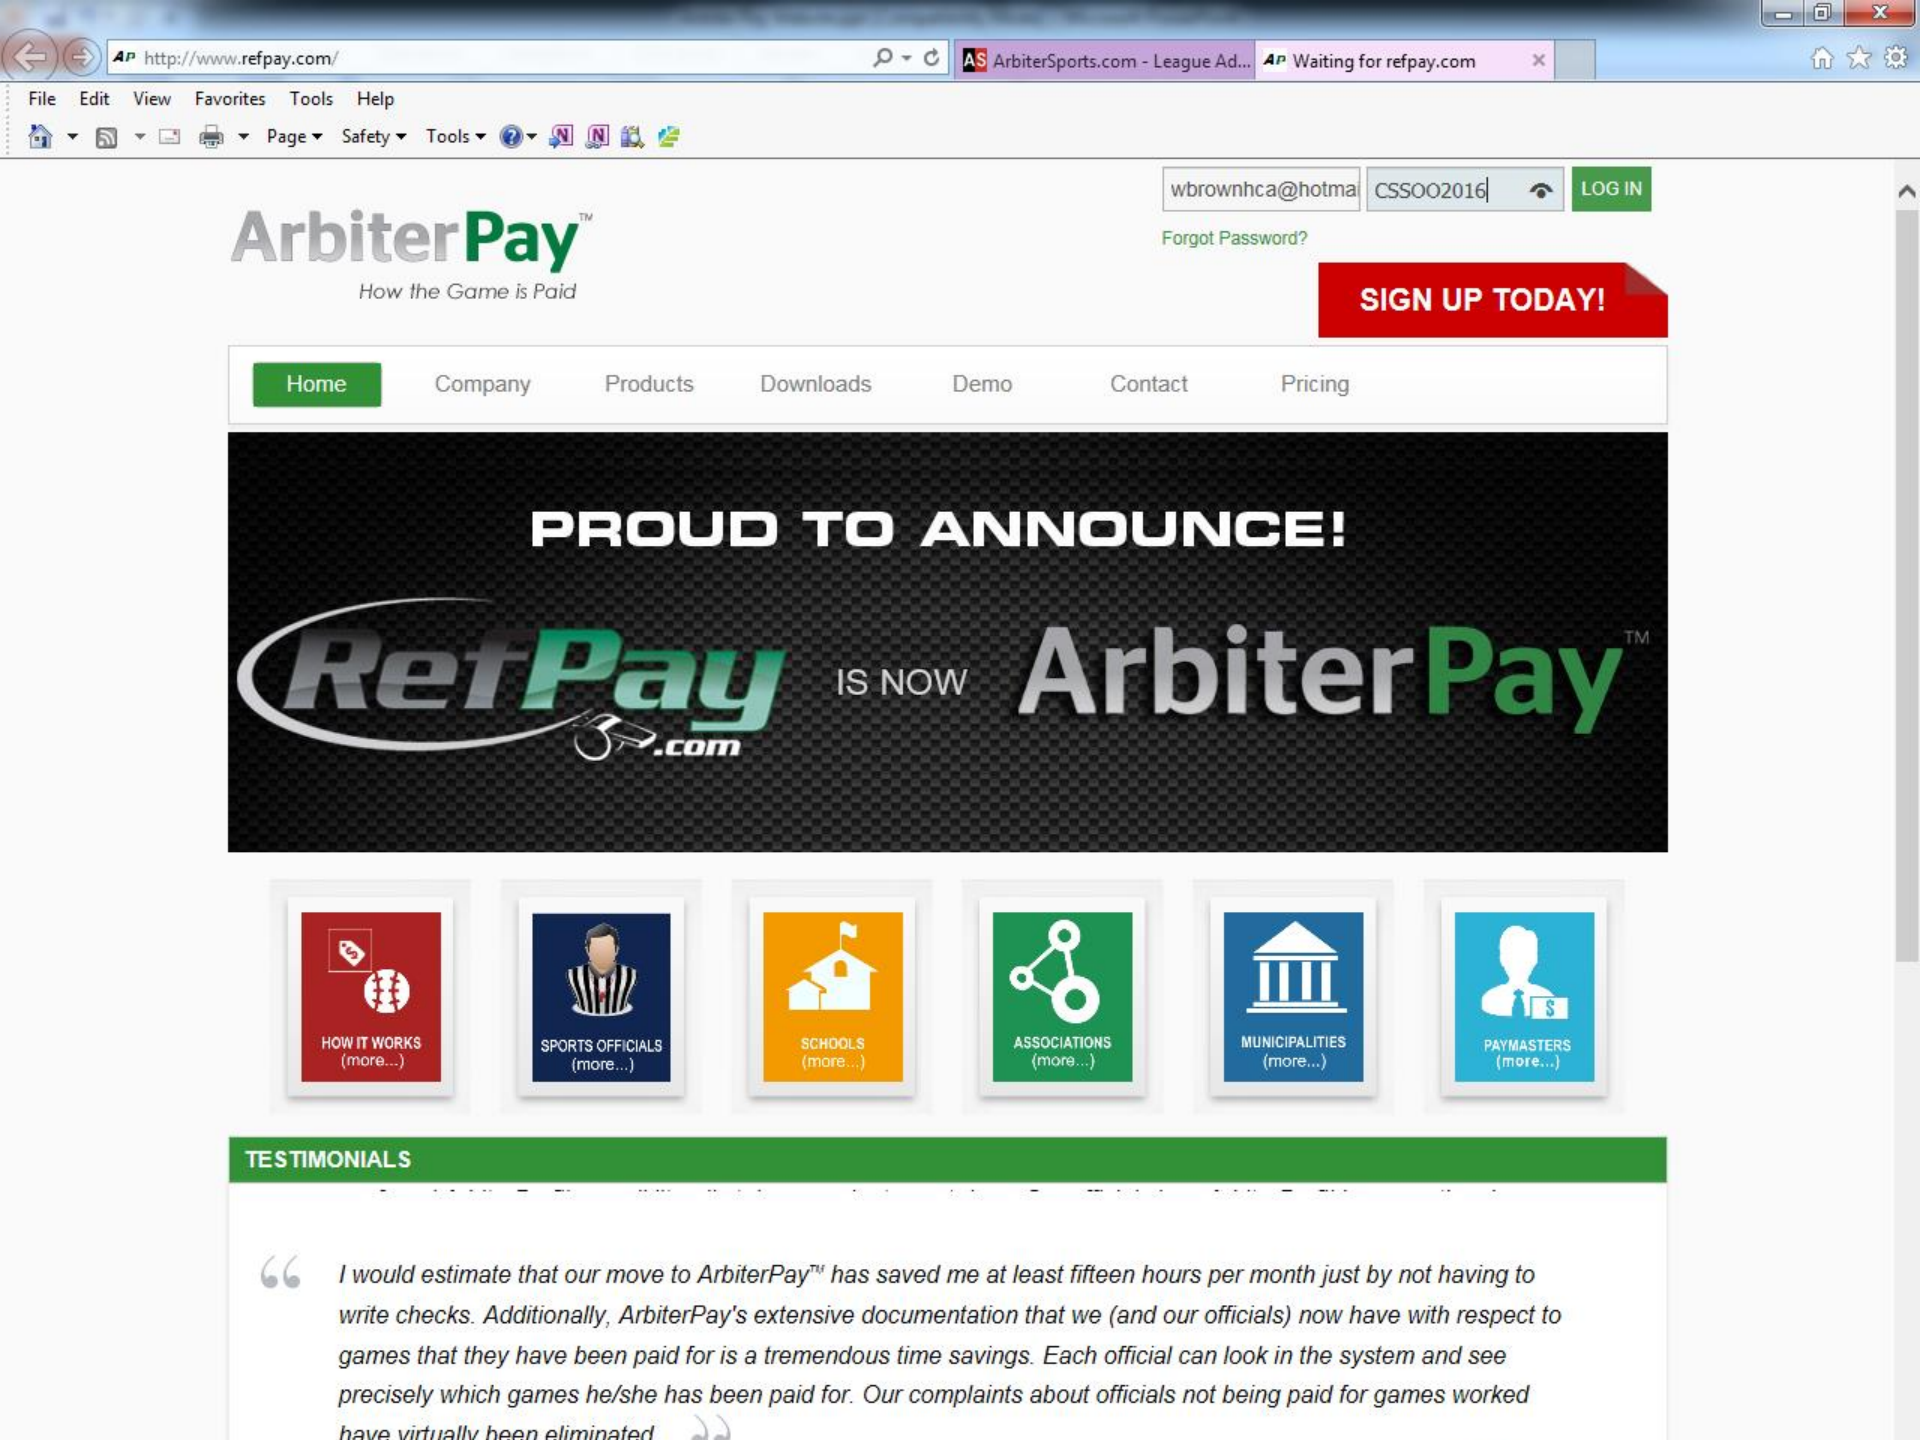 http://www.refpay.com/
AS ArbiterSports.com - League Ad...
AP Waiting for refpay.com
File Edit View Favorites Tools Help
Page Safety Tools
wbrownhca@hotmai CSSOO2016 LOG IN
Forgot Password?
ArbiterPay™
How the Game is Paid
SIGN UP TODAY!
Home Company Products Downloads Demo Contact Pricing
PROUD TO ANNOUNCE!
RefPay.com IS NOW ArbiterPay™
HOW IT WORKS
(more...)
SPORTS OFFICIALS
(more...)
SCHOOLS
(more...)
ASSOCIATIONS
(more...)
MUNICIPALITIES
(more...)
PAYMASTERS
(more...)
TESTIMONIALS
“ I would estimate that our move to ArbiterPay™ has saved me at least fifteen hours per month just by not having to
write checks. Additionally, ArbiterPay's extensive documentation that we (and our officials) now have with respect to
games that they have been paid for is a tremendous time savings. Each official can look in the system and see
precisely which games he/she has been paid for. Our complaints about officials not being paid for games worked
have virtually been eliminated ”